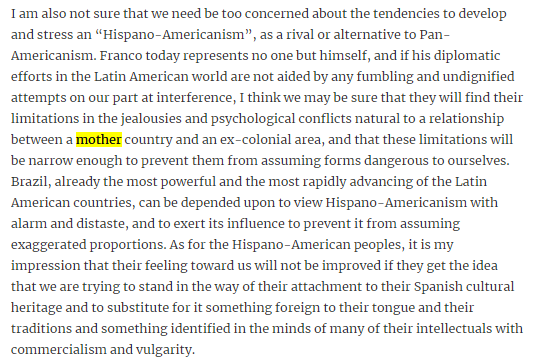 I am also not sure that we need be too concerned about the tendencies to develop
and stress an “Hispano-Americanism”, as a rival or alternative to Pan-
Americanism. Franco today represents no one but himself, and if his diplomatic
efforts in the Latin American world are not aided by any fumbling and undignified
attempts on our part at interference, I think we may be sure that they will find their
limitations in the jealousies and psychological conflicts natural to a relationship
between a mother country and an ex-colonial area, and that these limitations will
be narrow enough to prevent them from assuming forms dangerous to ourselves.
Brazil, already the most powerful and the most rapidly advancing of the Latin
American countries, can be depended upon to view Hispano-Americanism with
alarm and distaste, and to exert its influence to prevent it from assuming
exaggerated proportions. As for the Hispano-American peoples, it is my
impression that their feeling toward us will not be improved if they get the idea
that we are trying to stand in the way of their attachment to their Spanish cultural
heritage and to substitute for it something foreign to their tongue and their
traditions and something identified in the minds of many of their intellectuals with
commercialism and vulgarity.